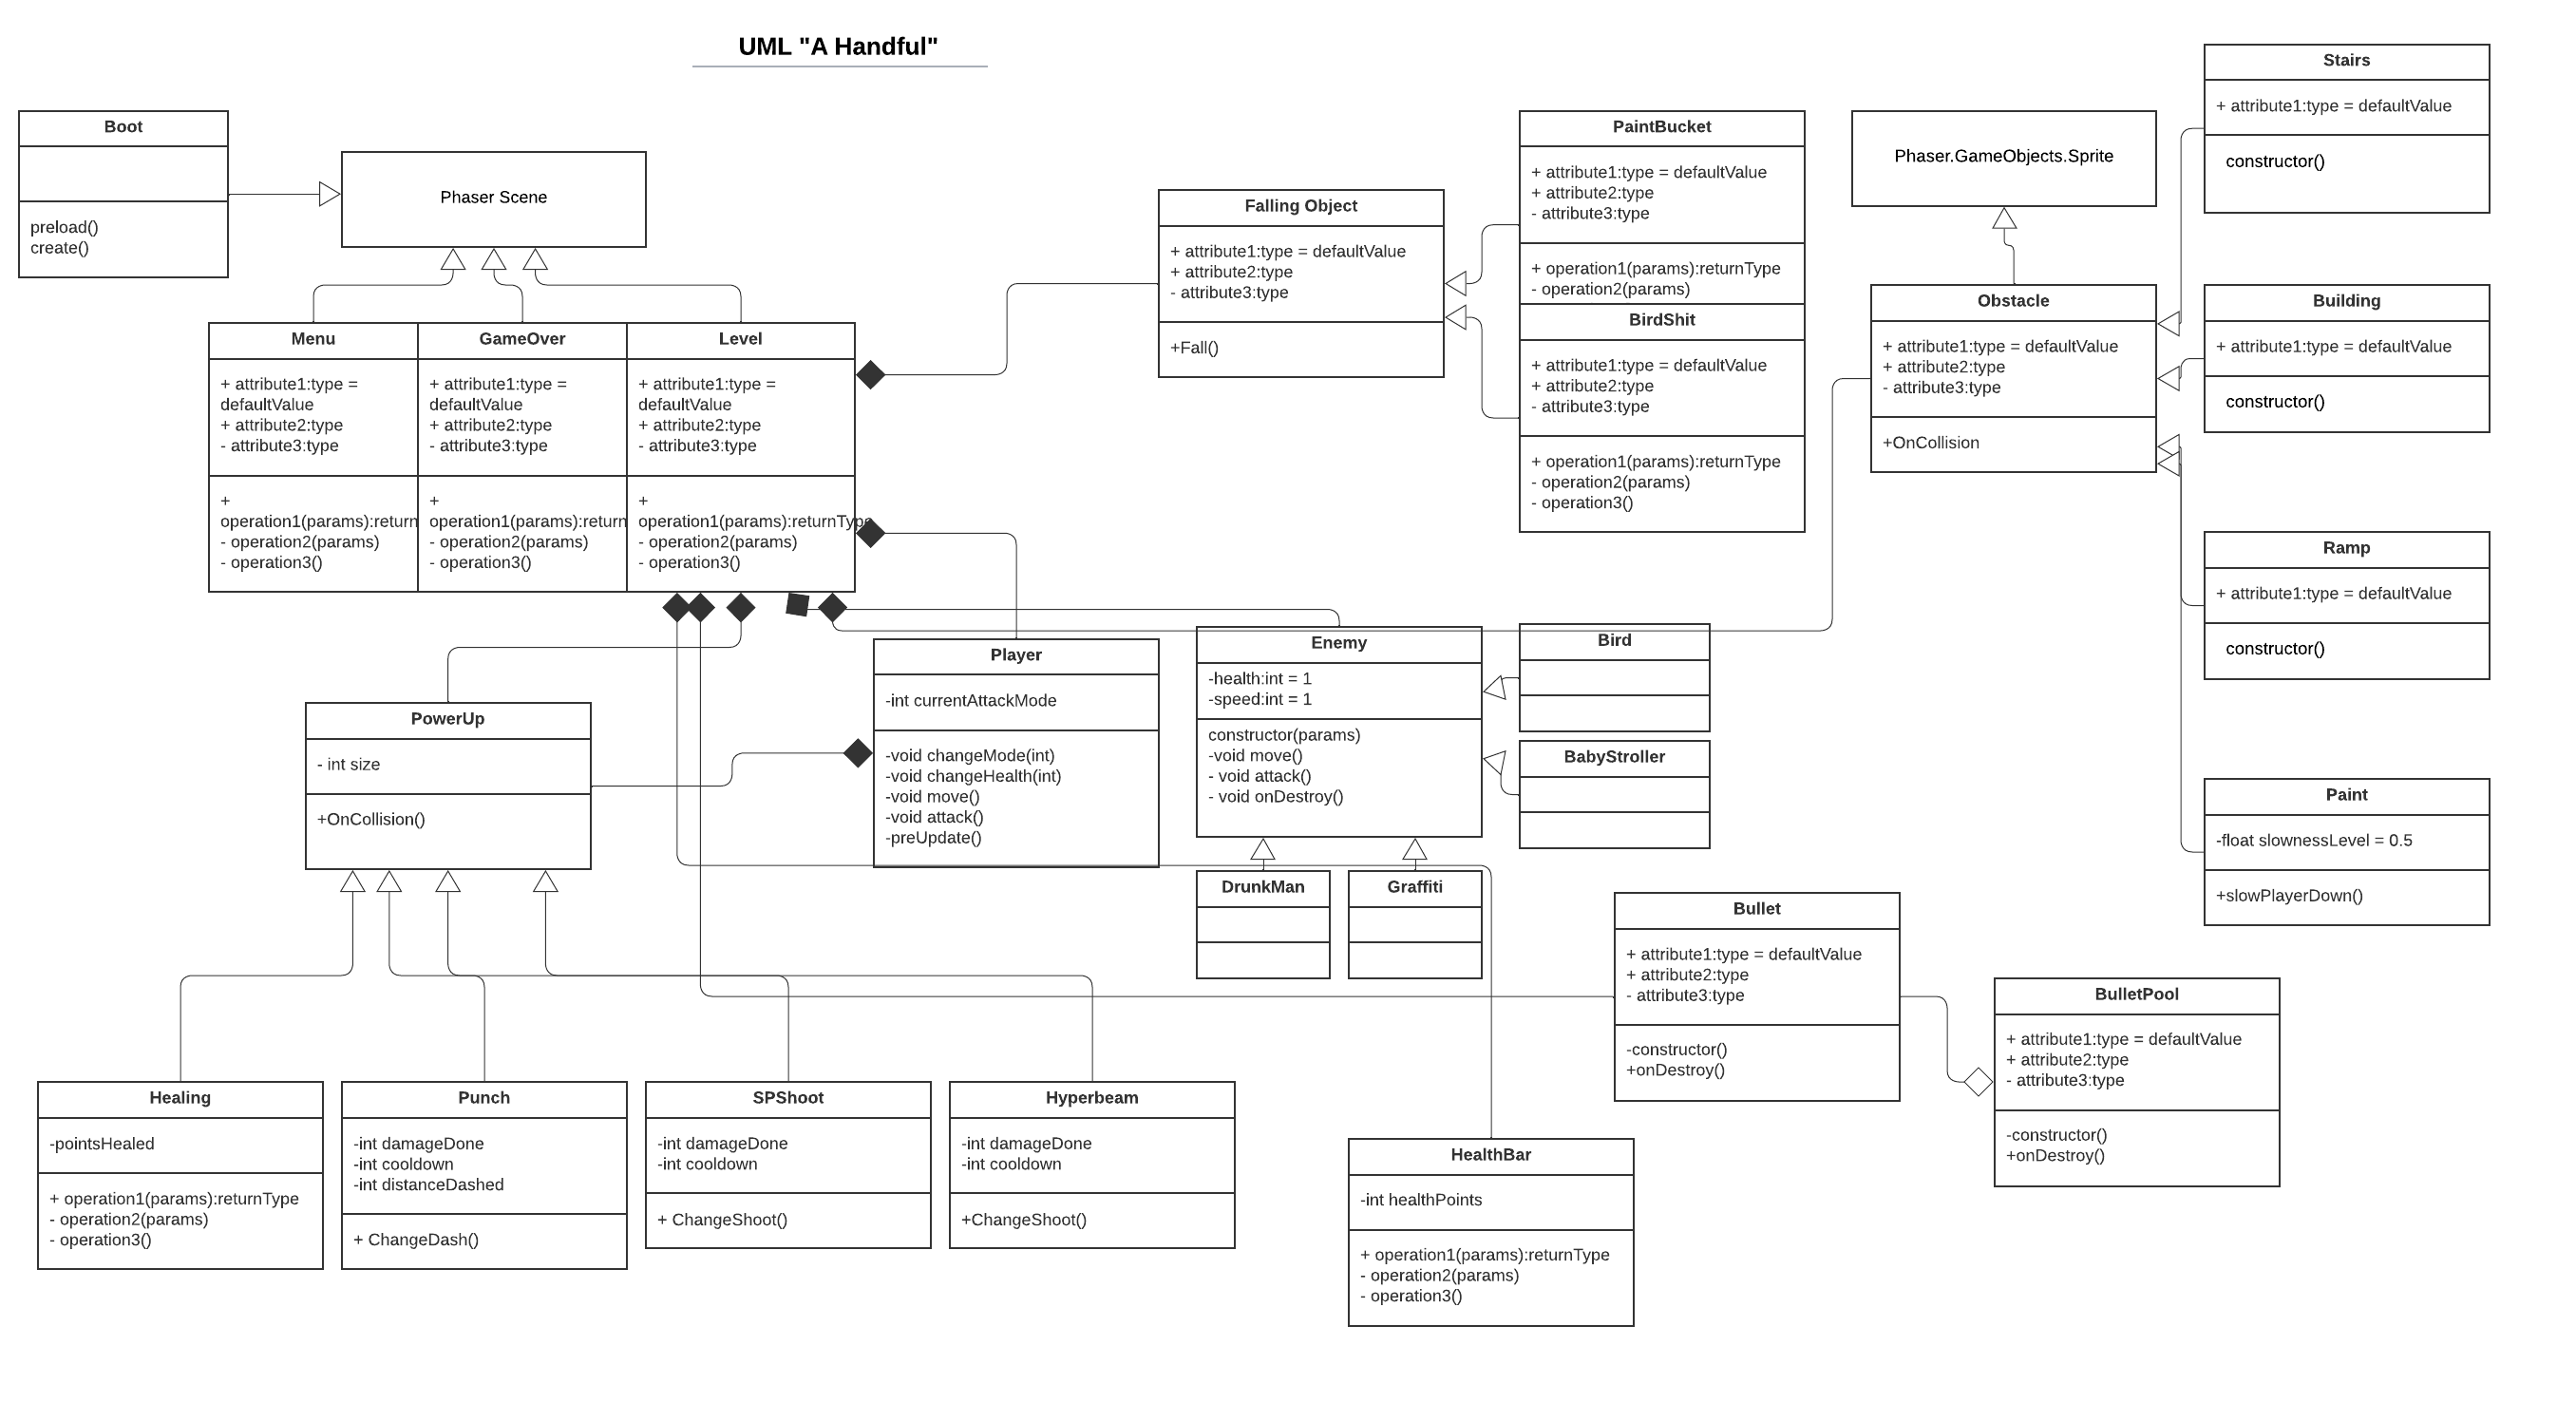 UML "A Handful"
Boot
preload()
create()
Phaser Scene
Menu
+ attribute1:type =
defaultValue
+ attribute2:type
- attribute3:type
+
operation1(params):return
- operation2(params)
- operation3()
GameOver
+ attribute1:type =
defaultValue
+ attribute2:type
- attribute3:type
+
operation1(params):return
- operation2(params)
- operation3()
Level
+ attribute1:type =
defaultValue
+ attribute2:type
- attribute3:type
+
operation1(params):returnType
- operation2(params)
- operation3()
Falling Object
+ attribute1:type = defaultValue
+ attribute2:type
- attribute3:type
+Fall()
PaintBucket
+ attribute1:type = defaultValue
+ attribute2:type
- attribute3:type
+ operation1(params):returnType
- operation2(params)
BirdShit
+ attribute1:type = defaultValue
+ attribute2:type
- attribute3:type
+ operation1(params):returnType
- operation2(params)
- operation3()
Phaser.GameObjects.Sprite
Obstacle
+ attribute1:type = defaultValue
+ attribute2:type
- attribute3:type
+OnCollision
Stairs
+ attribute1:type = defaultValue
constructor()
Building
+ attribute1:type = defaultValue
constructor()
Ramp
+ attribute1:type = defaultValue
constructor()
Paint
-float slownessLevel = 0.5
+slowPlayerDown()
PowerUp
- int size
+OnCollision()
Player
-int currentAttackMode
-void changeMode(int)
-void changeHealth(int)
-void move()
-void attack()
-preUpdate()
Enemy
-health:int = 1
-speed:int = 1
constructor(params)
-void move()
- void attack()
- void onDestroy()
Bird
BabyStroller
DrunkMan
Graffiti
Bullet
+ attribute1:type = defaultValue
+ attribute2:type
- attribute3:type
-constructor()
+onDestroy()
BulletPool
+ attribute1:type = defaultValue
+ attribute2:type
- attribute3:type
-constructor()
+onDestroy()
Healing
-pointsHealed
+ operation1(params):returnType
- operation2(params)
- operation3()
Punch
-int damageDone
-int cooldown
-int distanceDashed
+ ChangeDash()
SPShoot
-int damageDone
-int cooldown
+ ChangeShoot()
Hyperbeam
-int damageDone
-int cooldown
+ChangeShoot()
HealthBar
-int healthPoints
+ operation1(params):returnType
- operation2(params)
- operation3()